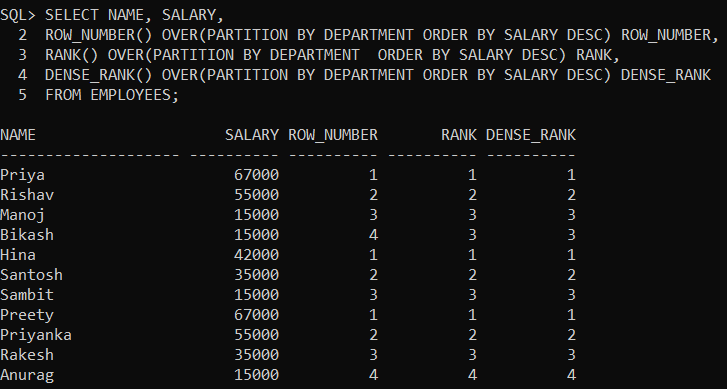 SQL> SELECT NAME, SALARY,
  2  ROW_NUMBER() OVER(PARTITION BY DEPARTMENT ORDER BY SALARY DESC) ROW_NUMBER,
  3  RANK() OVER(PARTITION BY DEPARTMENT  ORDER BY SALARY DESC) RANK,
  4  DENSE_RANK() OVER(PARTITION BY DEPARTMENT ORDER BY SALARY DESC) DENSE_RANK
  5  FROM EMPLOYEES;

NAME                     SALARY ROW_NUMBER       RANK DENSE_RANK
-------------------- ---------- ---------- ---------- ----------
Priya                     67000          1          1          1
Rishav                    55000          2          2          2
Manoj                     15000          3          3          3
Bikash                    15000          4          3          3
Hina                      42000          1          1          1
Santosh                   35000          2          2          2
Sambit                    15000          3          3          3
Preety                    67000          1          1          1
Priyanka                  55000          2          2          2
Rakesh                    35000          3          3          3
Anurag                    15000          4          4          4